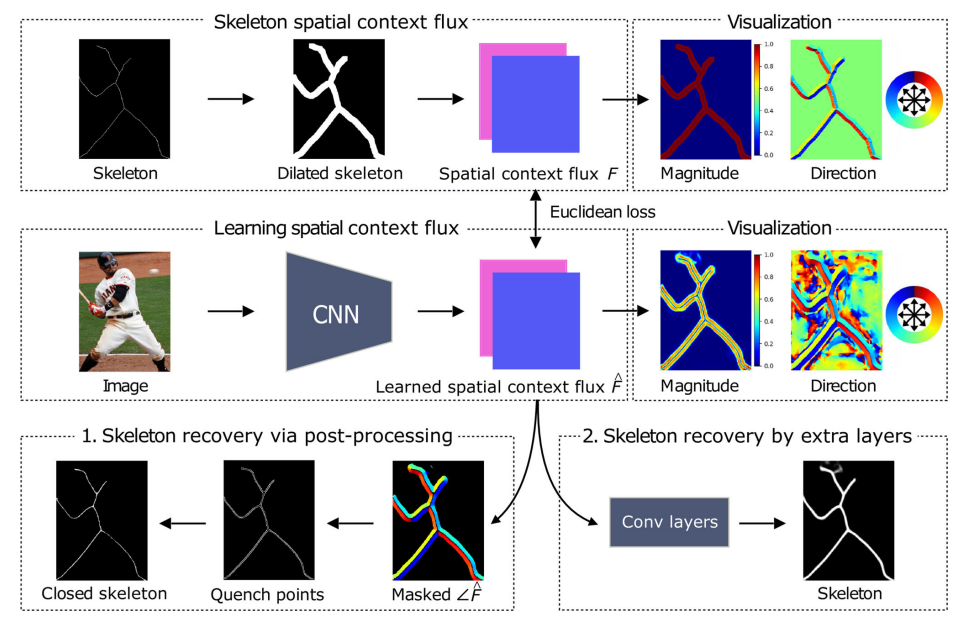 Skeleton spatial context flux
Visualization
1.0
0.8
0.6
0.4
0.2
0.0
Skeleton
Dilated skeleton
Spatial context flux F
Magnitude
Direction
Euclidean loss
Learning spatial context flux
Visualization
CNN
1.0
0.8
0.6
0.4
0.2
0.0
Image
Learned spatial context flux F̂
Magnitude
Direction
1. Skeleton recovery via post-processing
2. Skeleton recovery by extra layers
Conv layers
Closed skeleton
Quench points
Masked ∠F̂
Skeleton